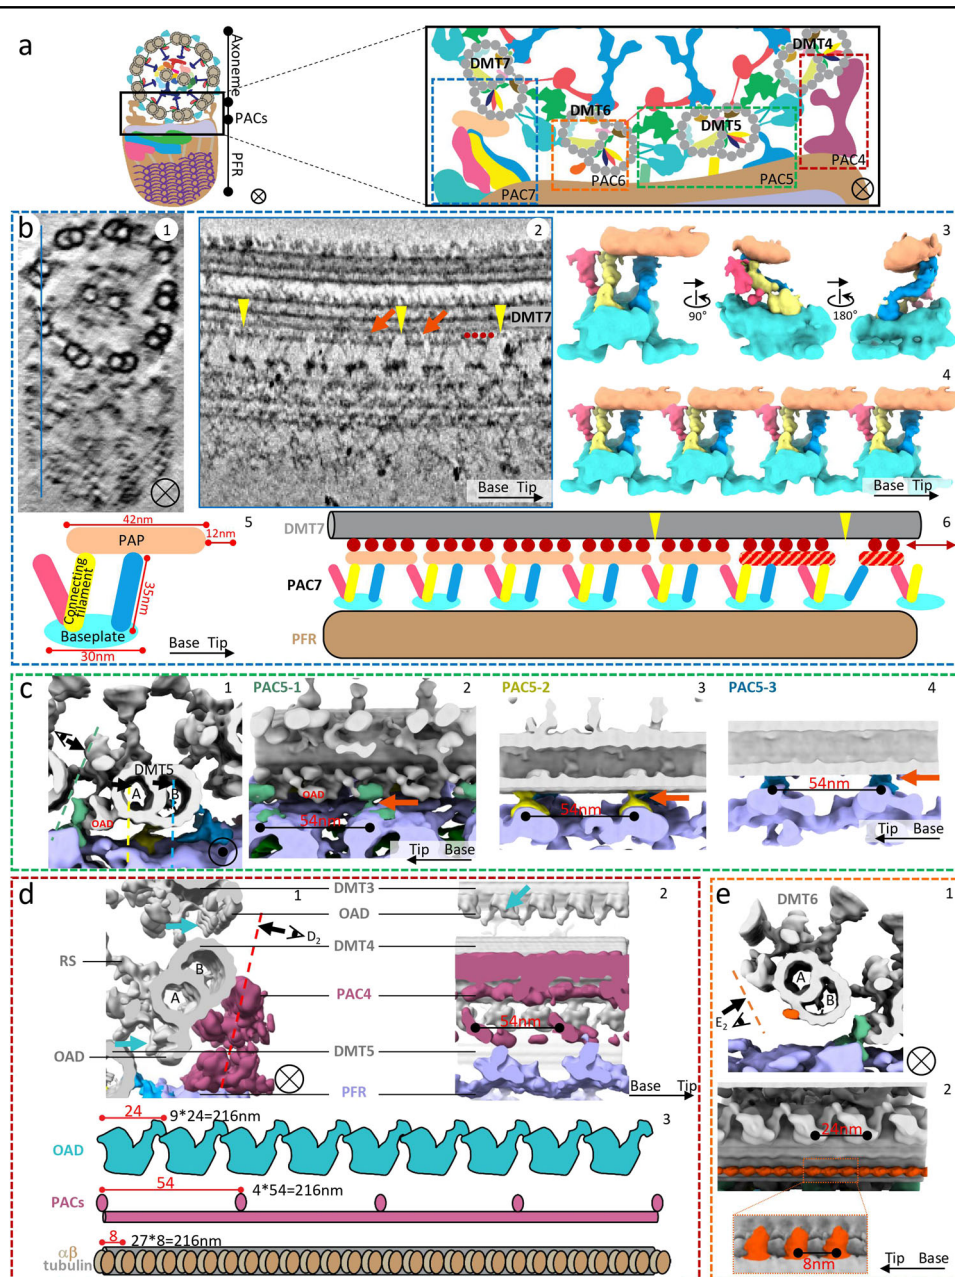 a
Axoneme
PACs
PFR
DMT7
DMT6
DMT5
DMT4
PAC7
PAC6
PAC5
PAC4
b
1
2
DMT7
Base Tip
3
90°
180°
4
Base Tip
5
42nm
12nm
PAP
Connecting
filament
35nm
Baseplate
30nm
Base Tip
6
DMT7
PAC7
PFR
c
1
DMT5
A
B
OAD
PAC5-1
2
OAD
54nm
Tip Base
PAC5-2
3
54nm
PAC5-3
4
54nm
Tip Base
d
1
DMT3
OAD
D2
DMT4
RS
B
A
PAC4
DMT5
OAD
PFR
2
54nm
Base Tip
3
24
9*24=216nm
OAD
54
4*54=216nm
PACs
8
27*8=216nm
αβ
tubulin
e
DMT6
1
A
B
E2
2
24nm
8nm
Tip Base